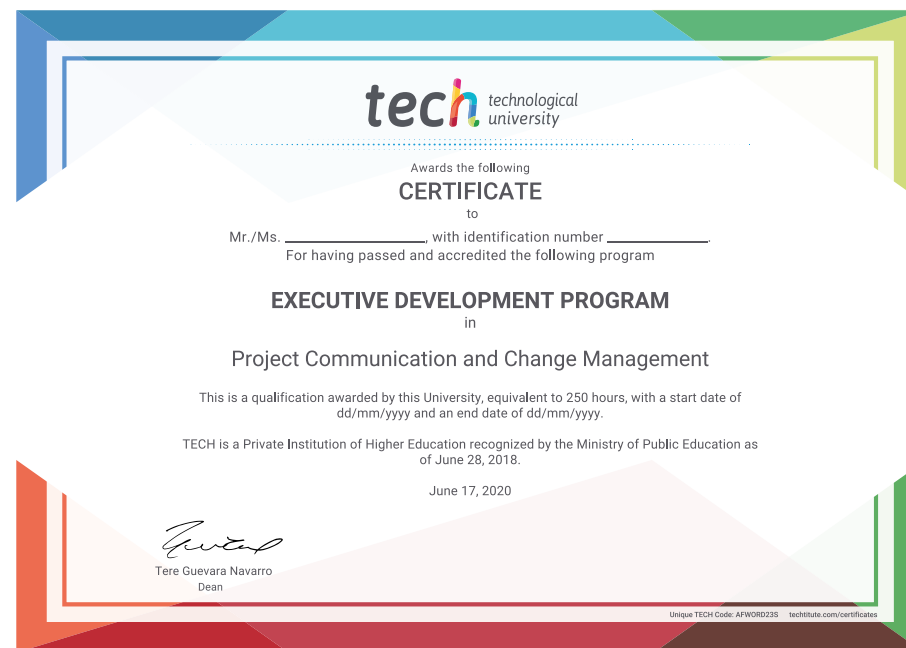 tech technological university
Awards the following
CERTIFICATE
to
Mr./Ms. ____________________, with identification number ______________.
For having passed and accredited the following program
EXECUTIVE DEVELOPMENT PROGRAM
in
Project Communication and Change Management
This is a qualification awarded by this University, equivalent to 250 hours, with a start date of
dd/mm/yyyy and an end date of dd/mm/yyyy.
TECH is a Private Institution of Higher Education recognized by the Ministry of Public Education as
of June 28, 2018.
June 17, 2020
Tere Guevara Navarro
Dean
Unique TECH Code: AFWORD23S techtitute.com/certificates